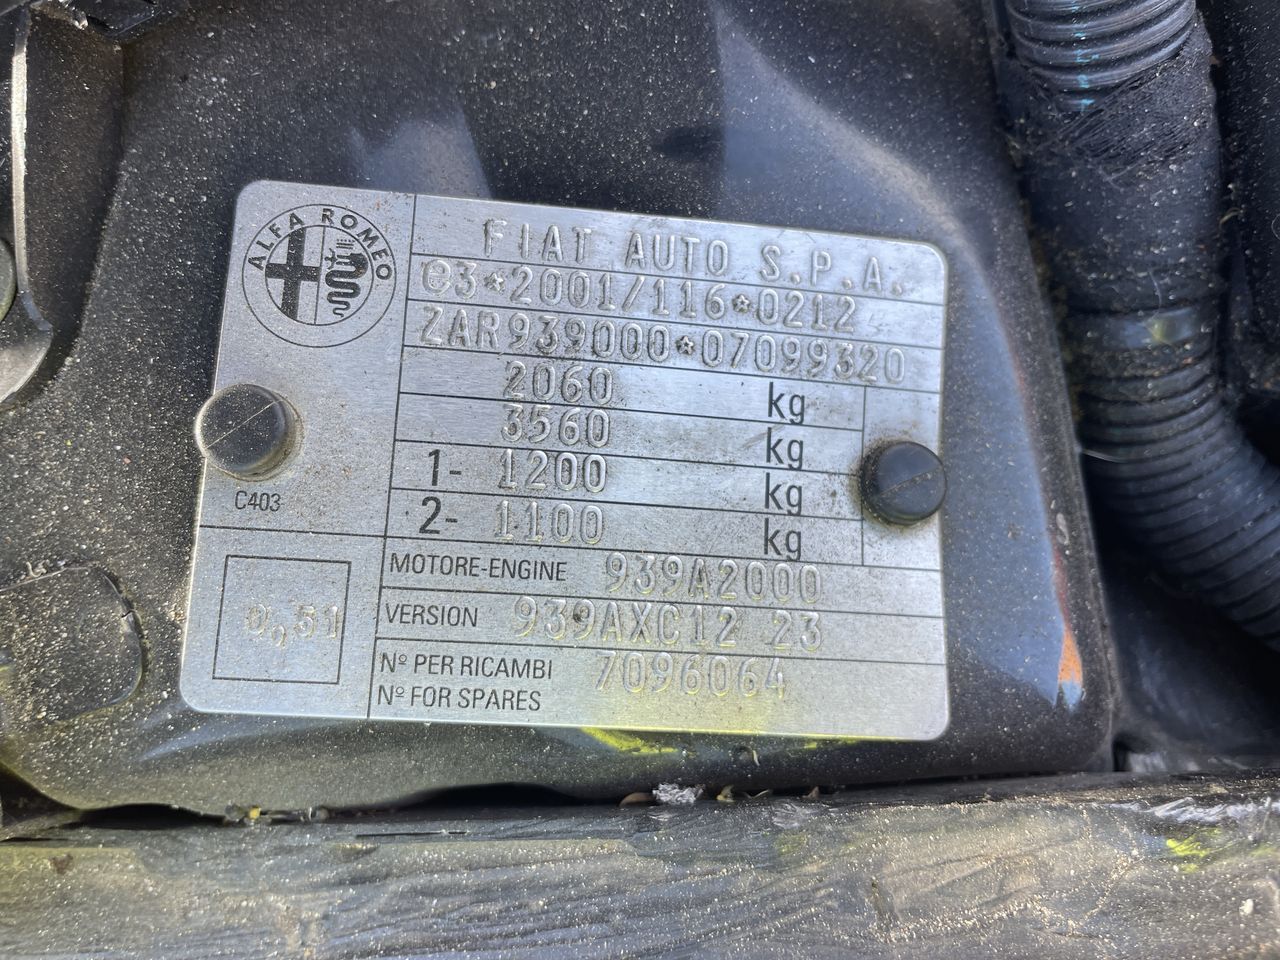 ALFA ROMEO
FIAT AUTO S.P.A.
e3*2001/116*0212
ZAR939000*07099320
2060 kg
3560 kg
1- 1200 kg
2- 1100 kg
C403
MOTORE-ENGINE 939A2000
0,51
VERSION 939AXC12 23
Nº PER RICAMBI 7096064
Nº FOR SPARES